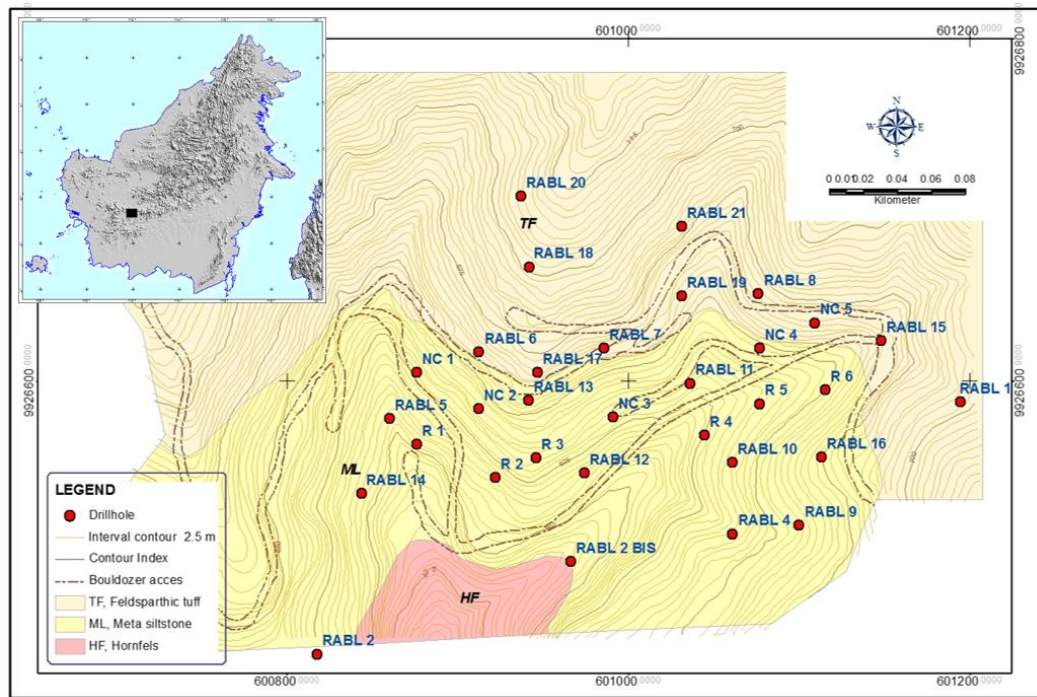 601000.0000
601200.0000
9926800.0000
9926800.0000
N
W E
S
0 0.01 0.02 0.04 0.06 0.08
Kilometer
RABL 20
TF
RABL 21
RABL 18
RABL 19
RABL 8
NC 5
RABL 15
RABL 6
RABL 7
NC 4
NC 1
RABL 17
RABL 11
R 6
RABL 1
NC 2
RABL 13
R 5
RABL 5
NC 3
R 1
R 4
R 3
RABL 16
RABL 10
R 2
RABL 12
ML
RABL 14
RABL 9
RABL 4
RABL 2 BIS
HF
RABL 2
9926600.0000
9926600.0000
LEGEND
Drillhole
Interval contour 2.5 m
Contour Index
Bouldozer acces
TF, Feldsparthic tuff
ML, Meta siltstone
HF, Hornfels
600800.0000
601000.0000
601200.0000